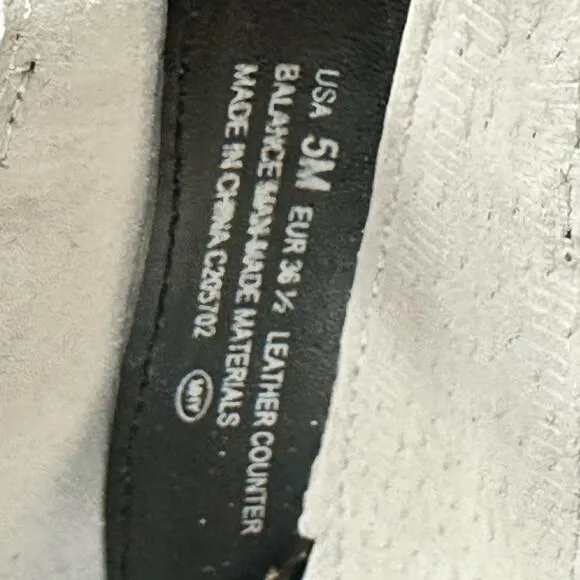 USA 5M EUR 36 ½ LEATHER COUNTER
BALANCE MAN-MADE MATERIALS
MADE IN CHINA C205702